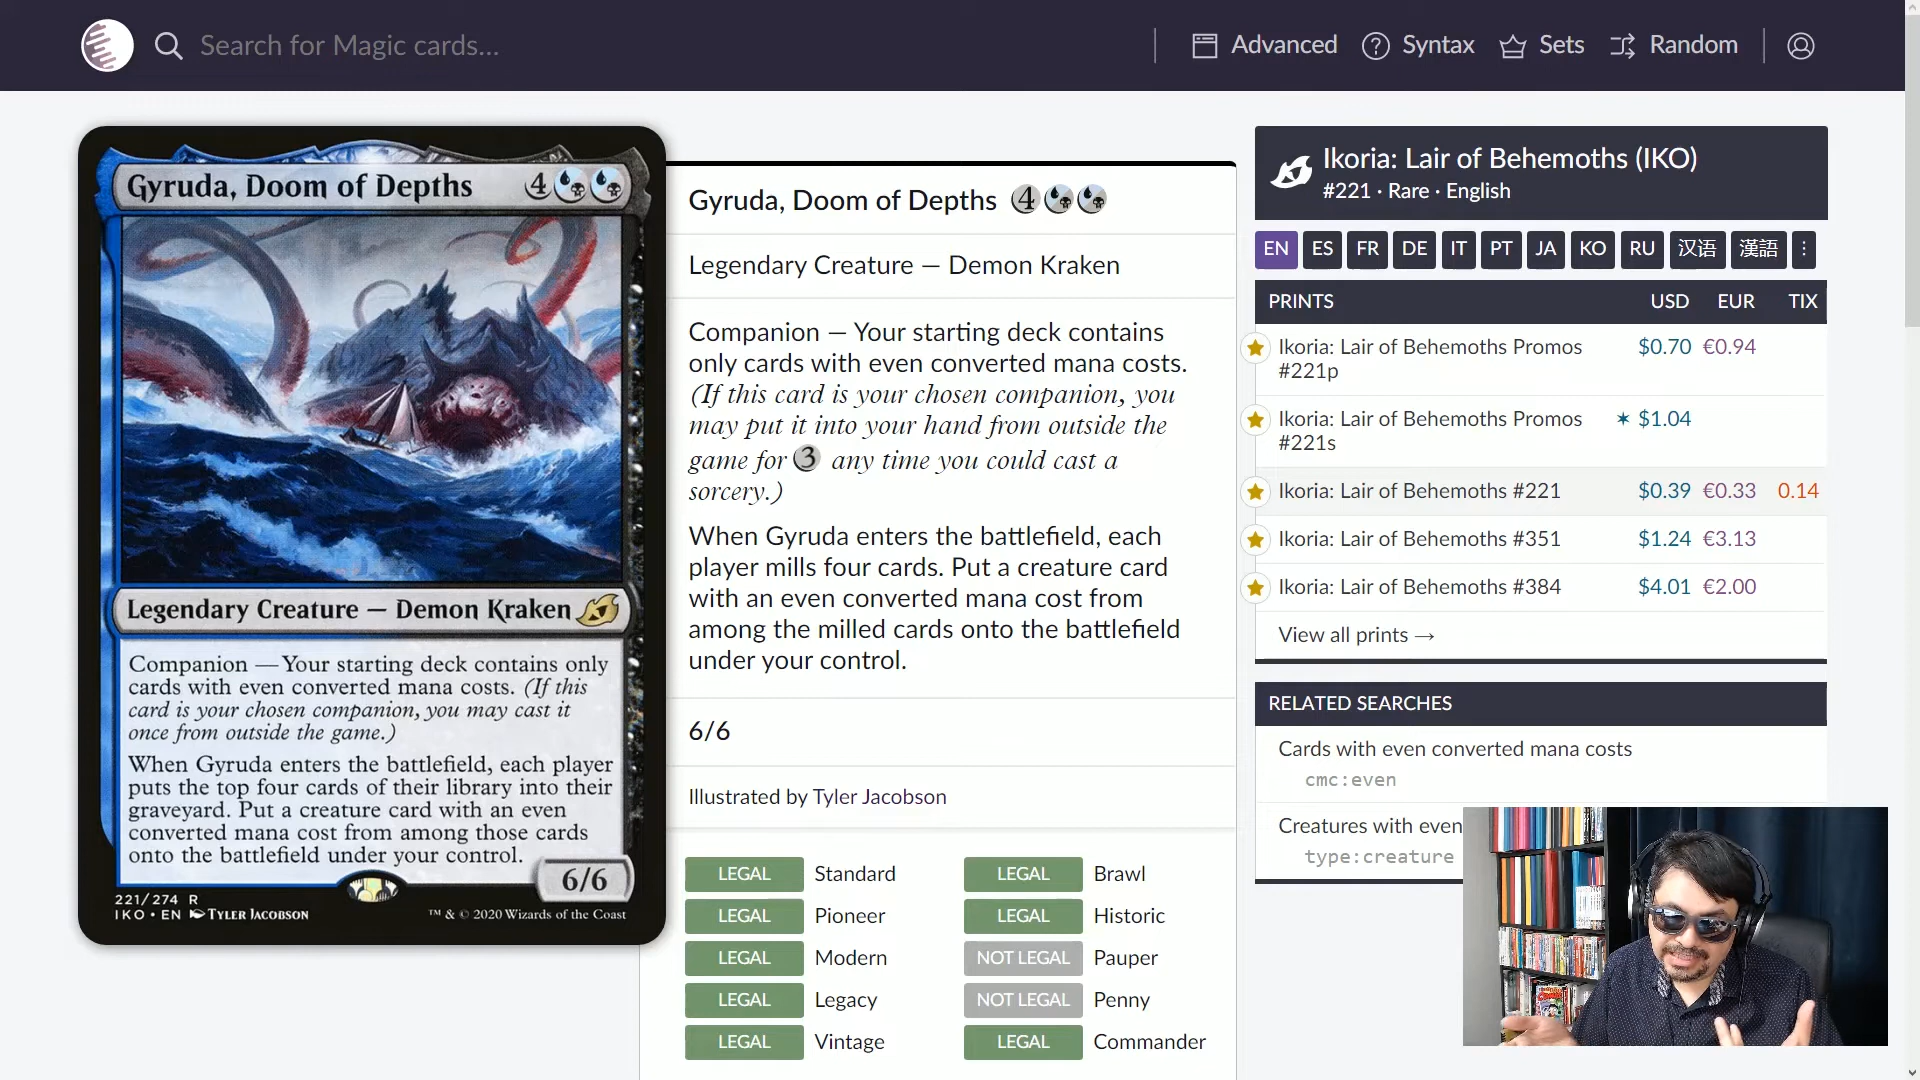 Search for Magic cards...
Advanced
Syntax
Sets
Random
Gyruda, Doom of Depths 4
Legendary Creature — Demon Kraken
Companion — Your starting deck contains only
cards with even converted mana costs. (If this
card is your chosen companion, you may cast it
once from outside the game.)
When Gyruda enters the battlefield, each player
puts the top four cards of their library into their
graveyard. Put a creature card with an even
converted mana cost from among those cards
onto the battlefield under your control.
6/6
221/274 R
IKO • EN TYLER JACOBSON
™ & © 2020 Wizards of the Coast
Gyruda, Doom of Depths 4
Legendary Creature — Demon Kraken
Companion — Your starting deck contains
only cards with even converted mana costs.
(If this card is your chosen companion, you
may put it into your hand from outside the
game for 3 any time you could cast a
sorcery.)
When Gyruda enters the battlefield, each
player mills four cards. Put a creature card
with an even converted mana cost from
among the milled cards onto the battlefield
under your control.
6/6
Illustrated by Tyler Jacobson
LEGAL Standard LEGAL Brawl
LEGAL Pioneer LEGAL Historic
LEGAL Modern NOT LEGAL Pauper
LEGAL Legacy NOT LEGAL Penny
LEGAL Vintage LEGAL Commander
Ikoria: Lair of Behemoths (IKO)
#221 · Rare · English
EN ES FR DE IT PT JA KO RU 汉语 漢語
PRINTS USD EUR TIX
Ikoria: Lair of Behemoths Promos $0.70 €0.94
#221p
Ikoria: Lair of Behemoths Promos $1.04
#221s
Ikoria: Lair of Behemoths #221 $0.39 €0.33 0.14
Ikoria: Lair of Behemoths #351 $1.24 €3.13
Ikoria: Lair of Behemoths #384 $4.01 €2.00
View all prints →
RELATED SEARCHES
Cards with even converted mana costs
cmc:even
Creatures with even
type:creature